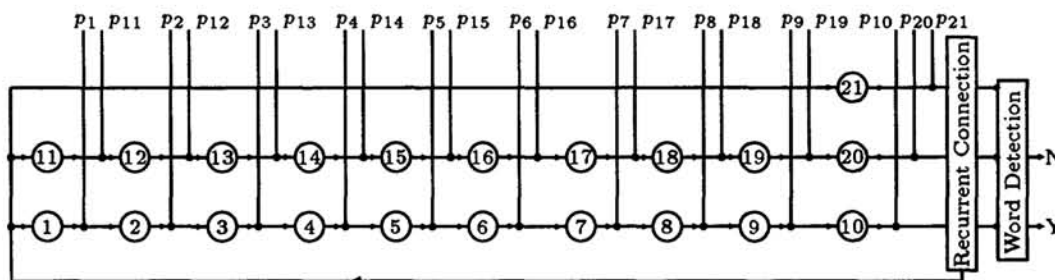 p1 p11 p2 p12 p3 p13 p4 p14 p5 p15 p6 p16 p7 p17 p8 p18 p9 p19 p10 p20 p21
21
11 12 13 14 15 16 17 18 19 20 N
1 2 3 4 5 6 7 8 9 10 Y
Recurrent Connection
Word Detection